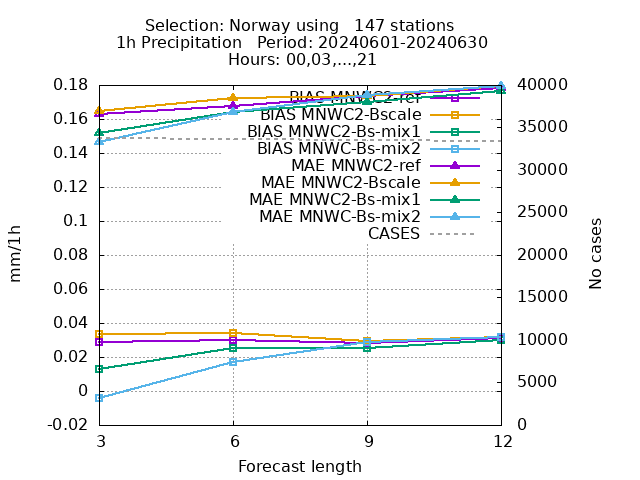 Selection: Norway using   147 stations
1h Precipitation   Period: 20240601-20240630
Hours: 00,03,...,21
0.18
0.16
0.14
0.12
0.1
0.08
0.06
0.04
0.02
0
-0.02
40000
35000
30000
25000
20000
15000
10000
5000
0
BIAS MNWC2-ref
BIAS MNWC2-Bscale
BIAS MNWC2-Bs-mix1
BIAS MNWC-Bs-mix2
MAE MNWC2-ref
MAE MNWC2-Bscale
MAE MNWC2-Bs-mix1
MAE MNWC-Bs-mix2
CASES
mm/1h
No cases
3
6
9
12
Forecast length